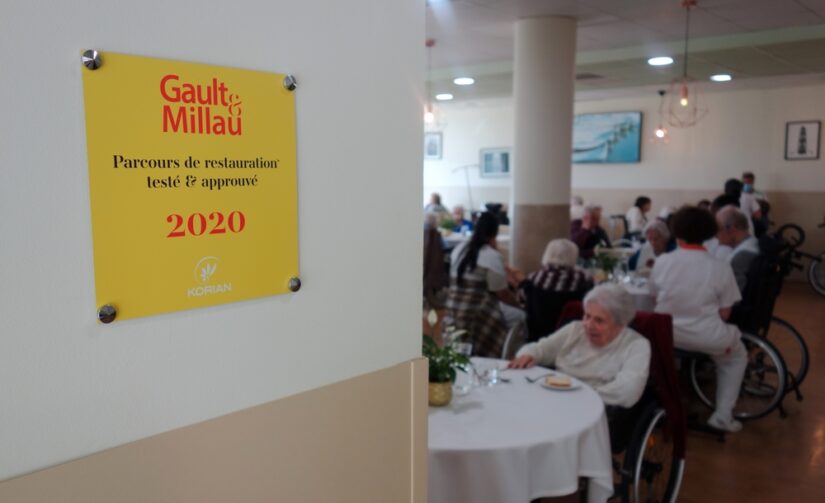 Gault&
Millau
Parcours de restauration*
testé & approuvé
2020
KORIAN